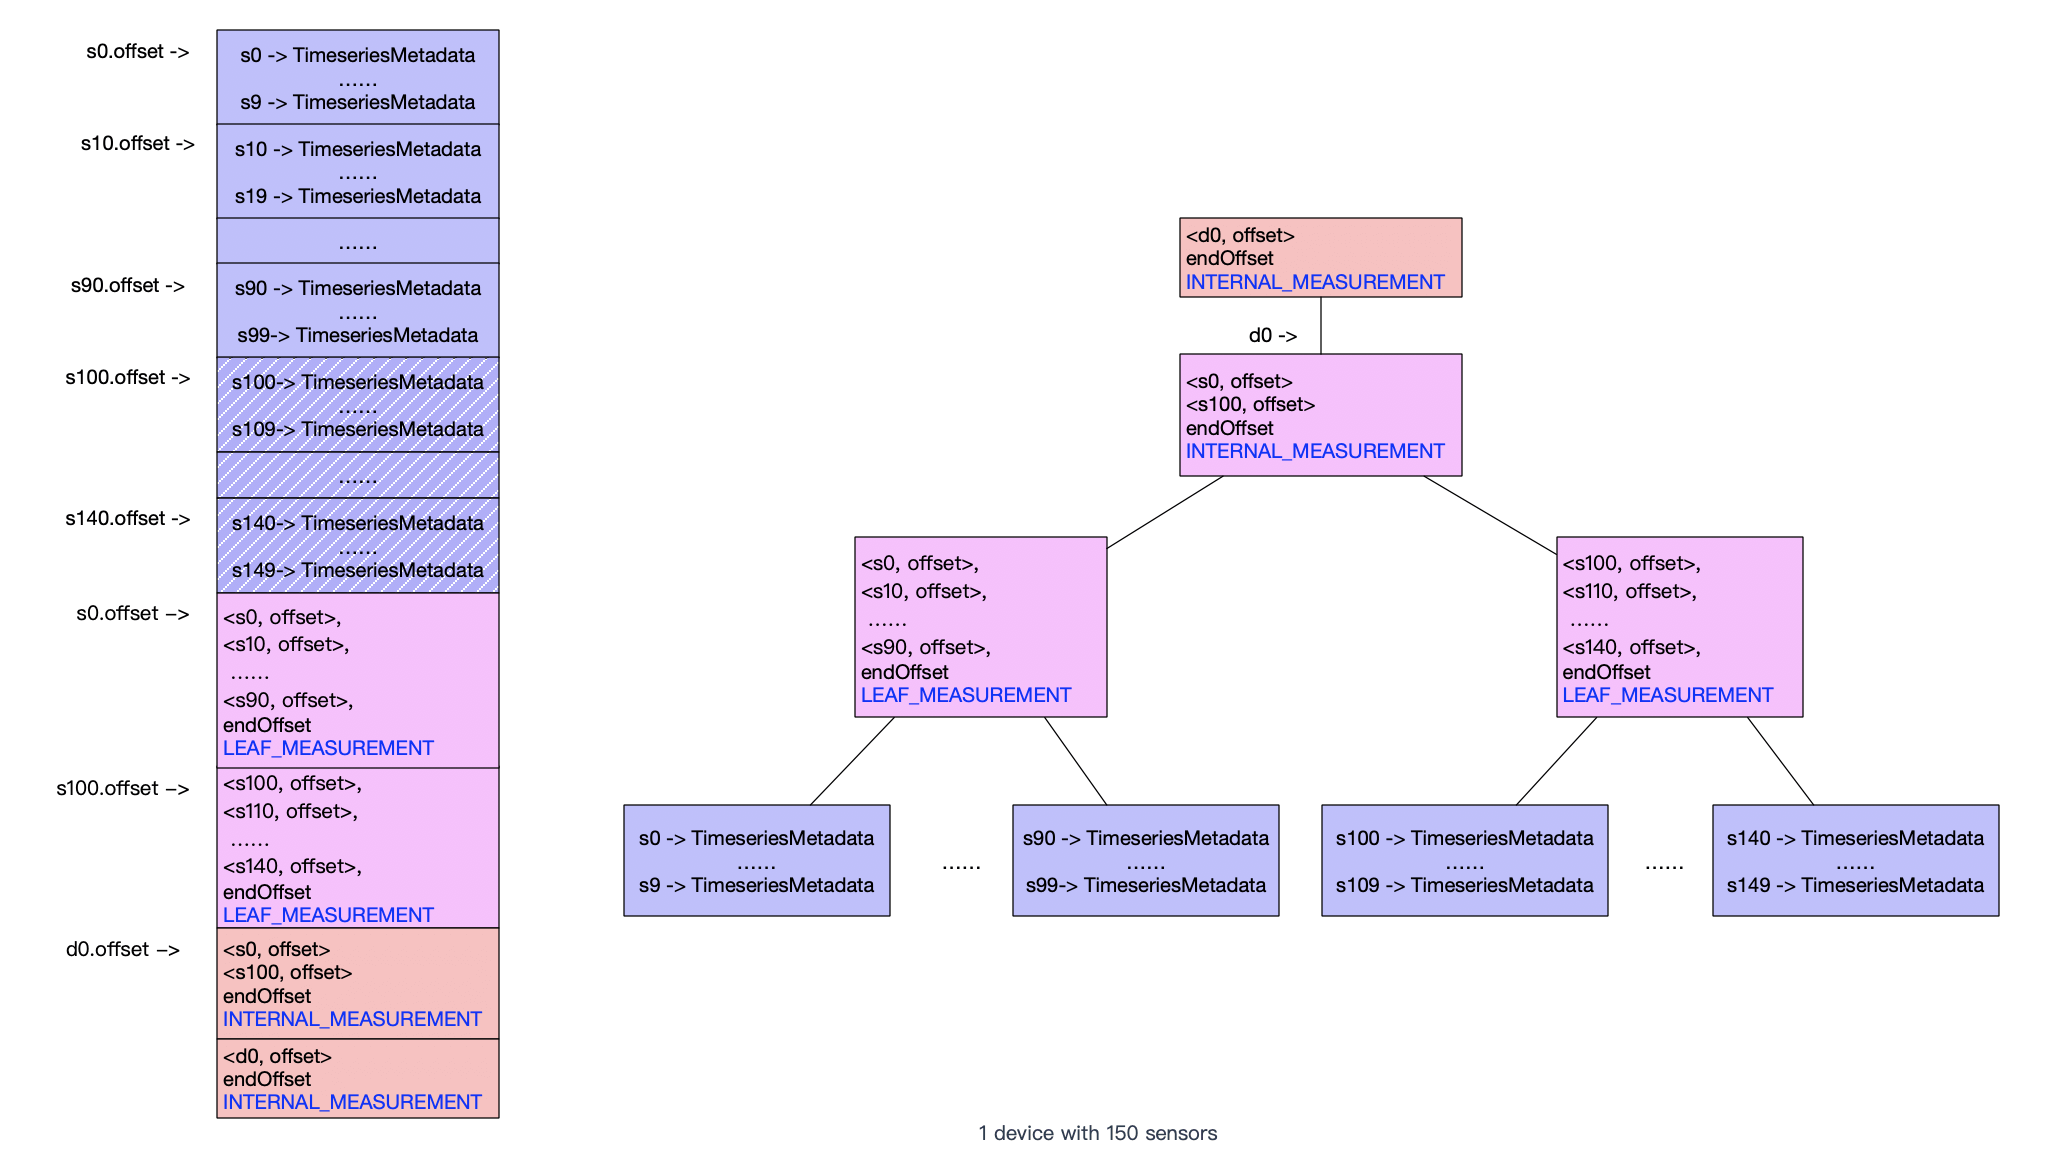 s0.offset ->
s0 -> TimeseriesMetadata
......
s9 -> TimeseriesMetadata
s10.offset ->
s10 -> TimeseriesMetadata
......
s19 -> TimeseriesMetadata
......
s90.offset ->
s90 -> TimeseriesMetadata
......
s99-> TimeseriesMetadata
s100.offset ->
s100-> TimeseriesMetadata
......
s109-> TimeseriesMetadata
......
s140.offset ->
s140-> TimeseriesMetadata
......
s149-> TimeseriesMetadata
s0.offset –>
<s0, offset>,
<s10, offset>,
......
<s90, offset>,
endOffset
LEAF_MEASUREMENT
s100.offset –>
<s100, offset>,
<s110, offset>,
......
<s140, offset>,
endOffset
LEAF_MEASUREMENT
d0.offset –>
<s0, offset>
<s100, offset>
endOffset
INTERNAL_MEASUREMENT
<d0, offset>
endOffset
INTERNAL_MEASUREMENT
<d0, offset>
endOffset
INTERNAL_MEASUREMENT
d0 ->
<s0, offset>
<s100, offset>
endOffset
INTERNAL_MEASUREMENT
<s0, offset>,
<s10, offset>,
......
<s90, offset>,
endOffset
LEAF_MEASUREMENT
<s100, offset>,
<s110, offset>,
......
<s140, offset>,
endOffset
LEAF_MEASUREMENT
s0 -> TimeseriesMetadata
......
s9 -> TimeseriesMetadata
......
s90 -> TimeseriesMetadata
......
s99-> TimeseriesMetadata
s100 -> TimeseriesMetadata
......
s109 -> TimeseriesMetadata
......
s140 -> TimeseriesMetadata
......
s149 -> TimeseriesMetadata
1 device with 150 sensors